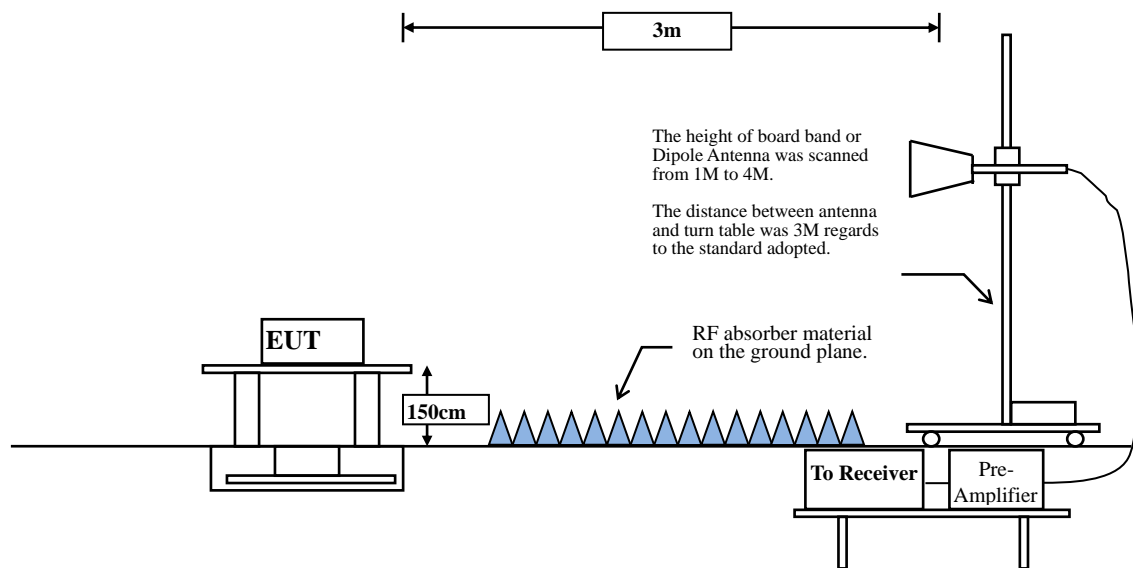 3m
The height of board band or
Dipole Antenna was scanned
from 1M to 4M.
The distance between antenna
and turn table was 3M regards
to the standard adopted.
EUT
RF absorber material
on the ground plane.
150cm
To Receiver
Pre-
Amplifier